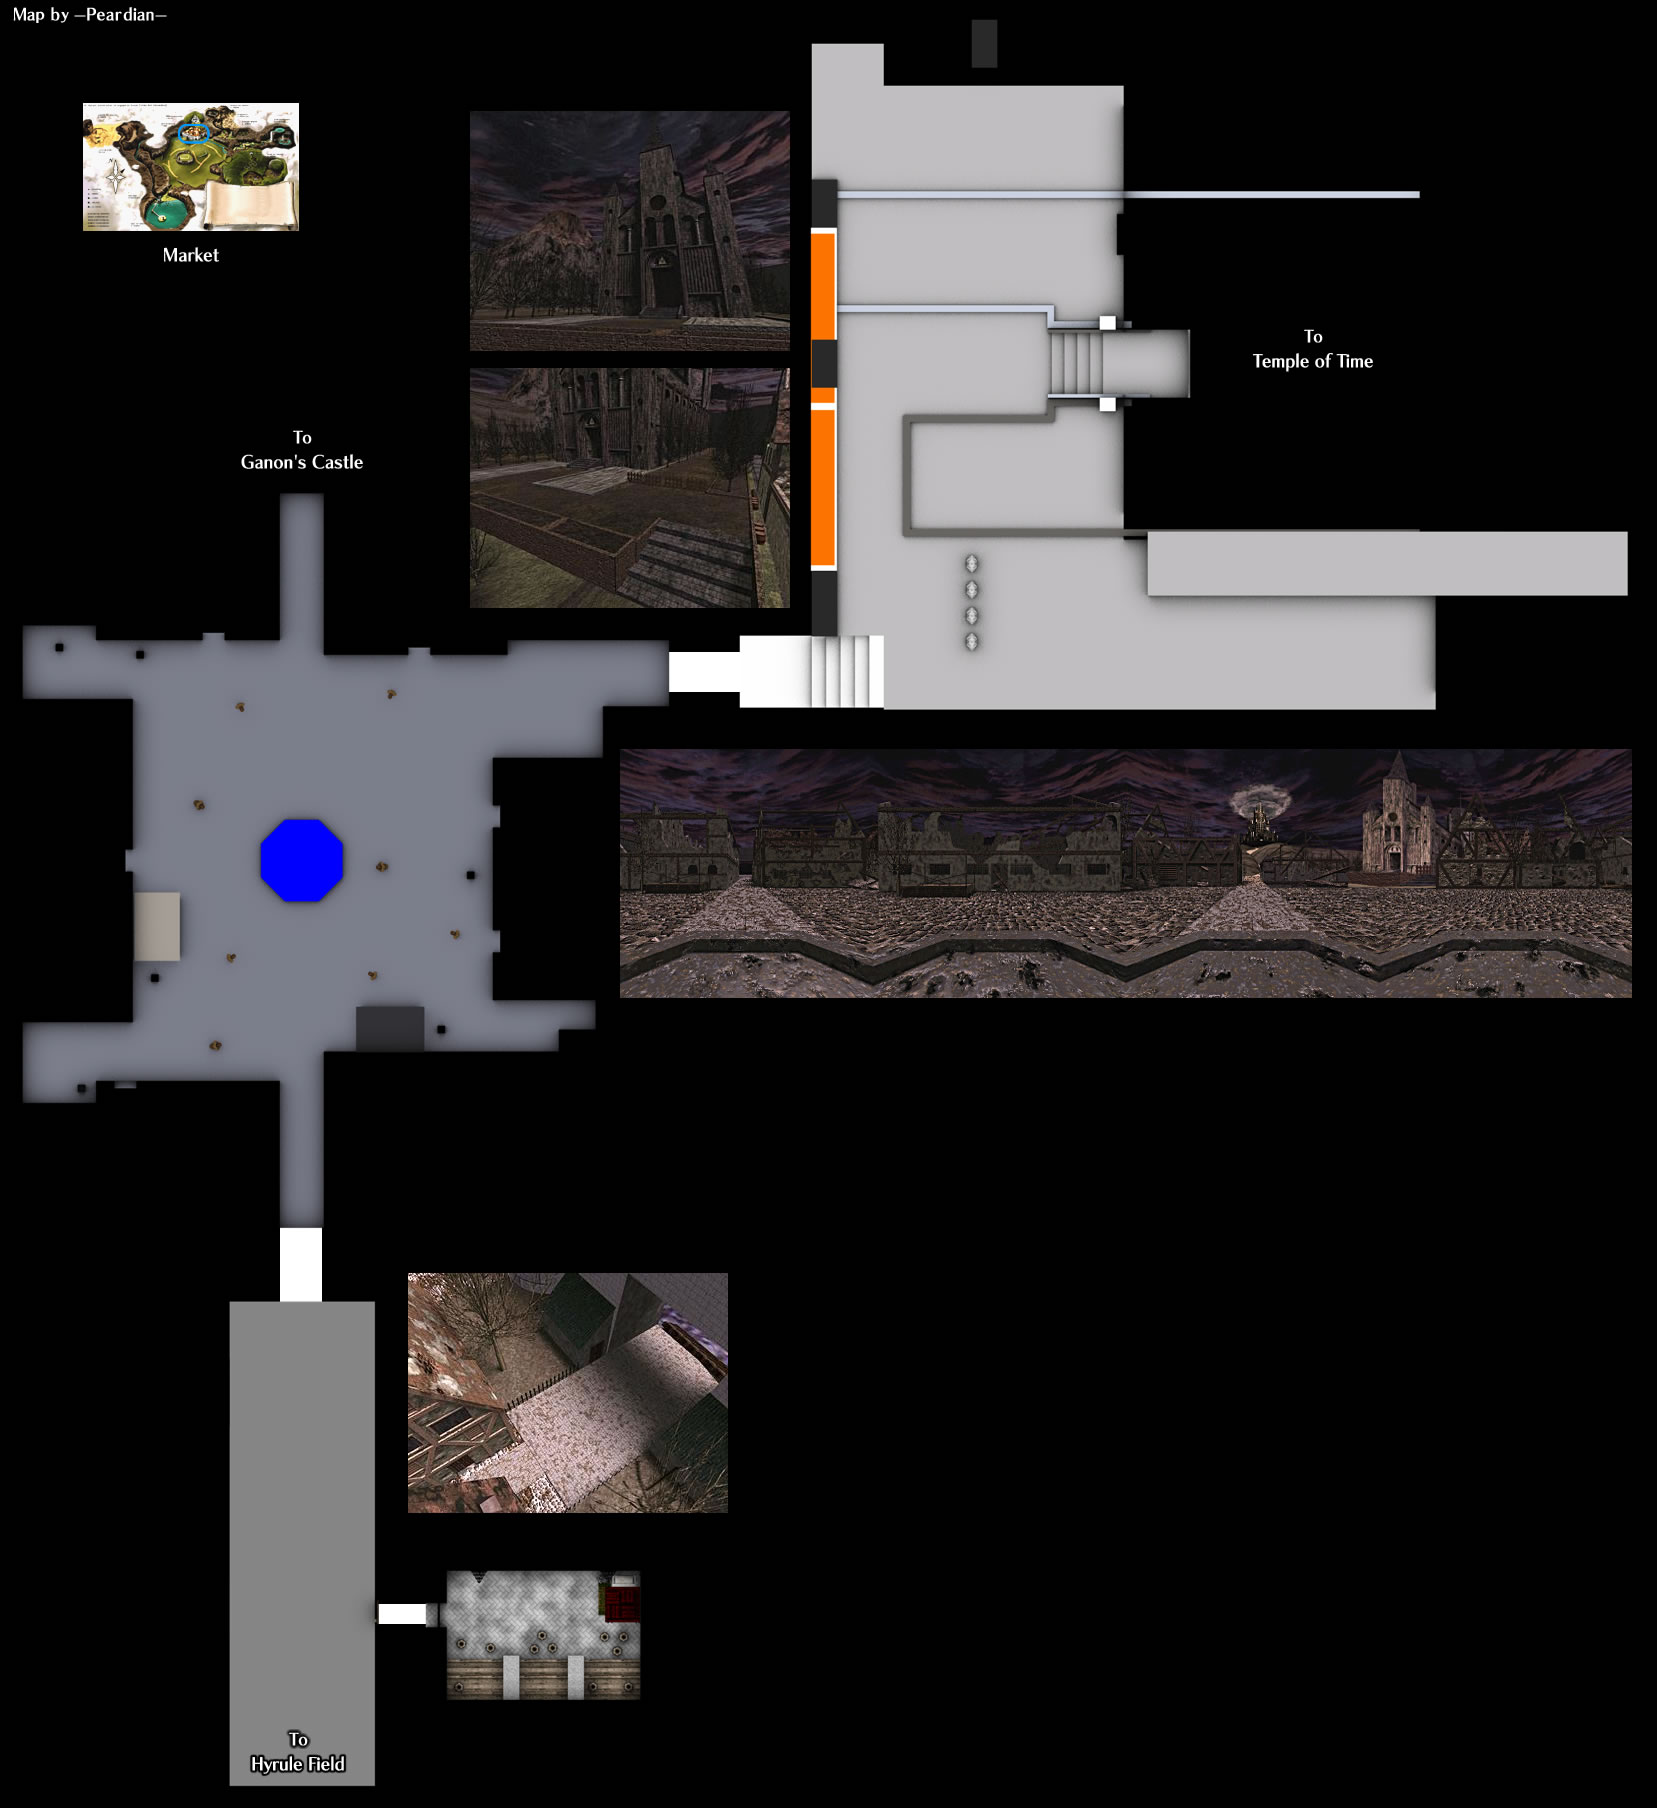 Map by —Peardian—
Market
To
Temple of Time
To
Ganon's Castle
To
Hyrule Field